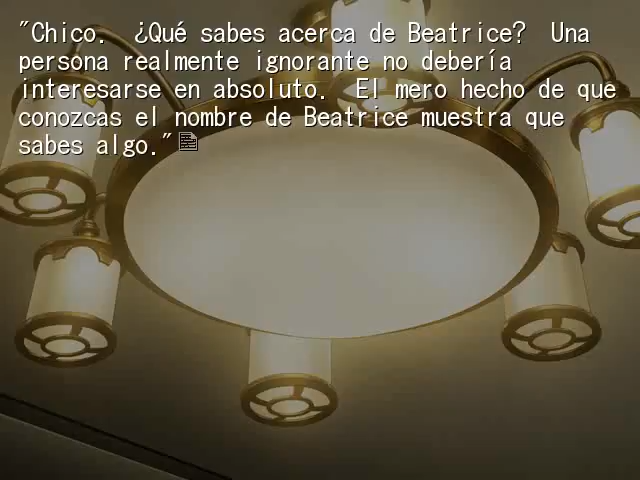 "Chico.  ¿Qué sabes acerca de Beatrice?  Una
persona realmente ignorante no debería
interesarse en absoluto.  El mero hecho de que
conozcas el nombre de Beatrice muestra que
sabes algo."